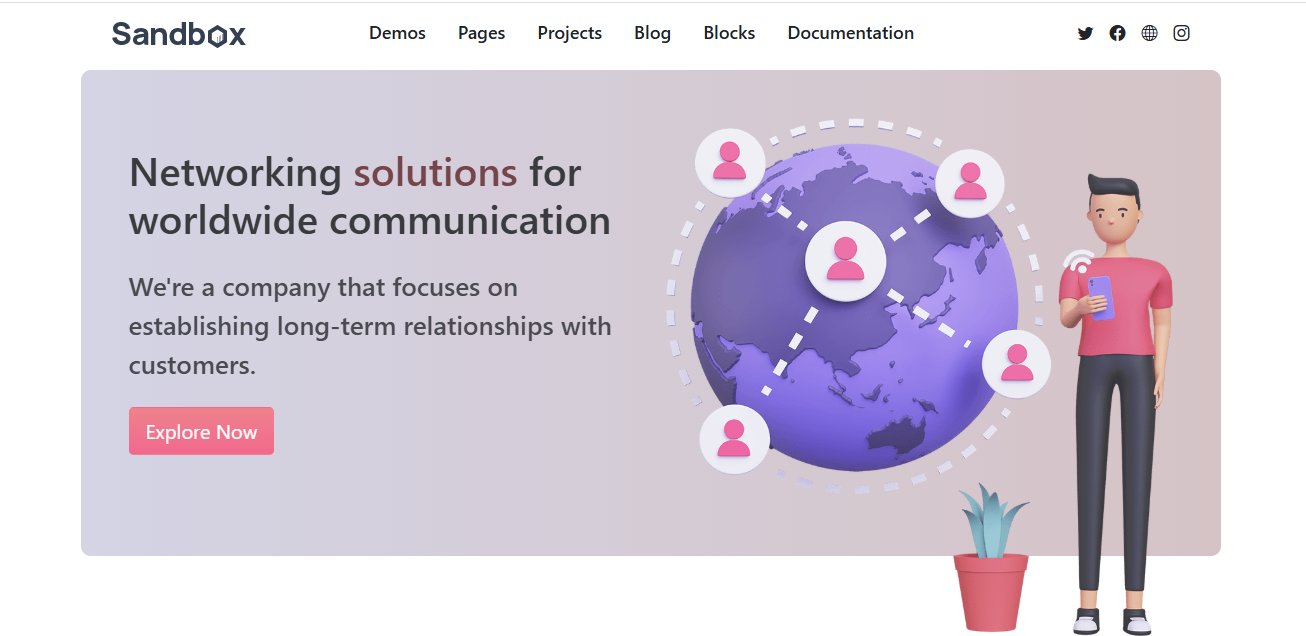 Sandbox
Demos Pages Projects Blog Blocks Documentation
Networking solutions for
worldwide communication
We're a company that focuses on
establishing long-term relationships with
customers.
Explore Now